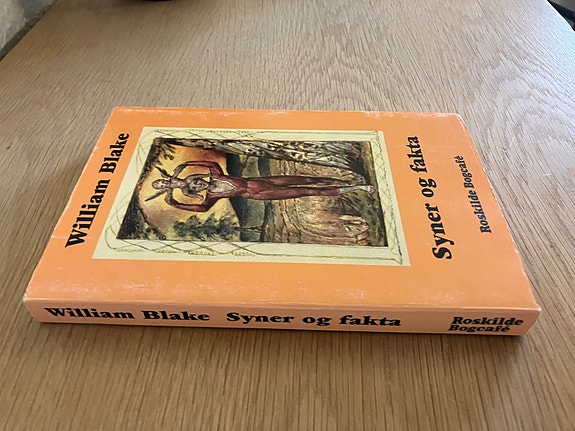 William Blake
Syner og fakta
Roskilde Bogcafé
William Blake Syner og fakta Roskilde
Bogcafé